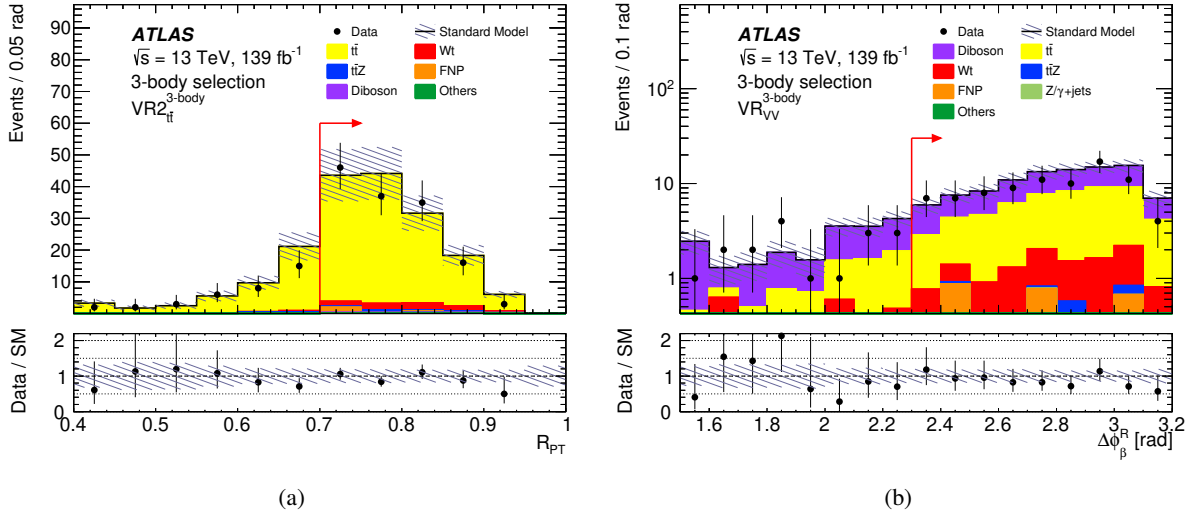 Events / 0.05 rad
90
80
70
60
50
40
30
20
10
ATLAS
√s = 13 TeV, 139 fb⁻¹
3-body selection
VR2 3-body tt̄
Data
Standard Model
tt̄
Wt
tt̄Z
FNP
Diboson
Others
Data / SM
2
1
0
0.4 0.5 0.6 0.7 0.8 0.9 1
R_PT
(a)
Events / 0.1 rad
10²
10
1
ATLAS
√s = 13 TeV, 139 fb⁻¹
3-body selection
VR 3-body VV
Data
Standard Model
Diboson
tt̄
Wt
tt̄Z
FNP
Z/γ+jets
Others
Data / SM
2
1
0
1.6 1.8 2 2.2 2.4 2.6 2.8 3 3.2
Δϕ_β^R [rad]
(b)